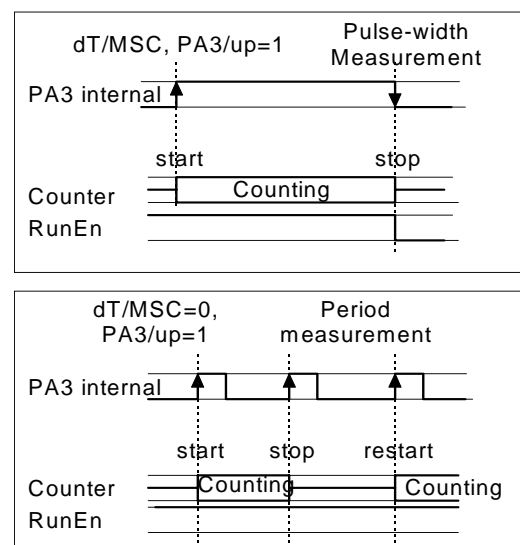 dT/MSC, PA3/up=1
Pulse-width
Measurement
PA3 internal
start
stop
Counter
Counting
RunEn
dT/MSC=0,
PA3/up=1
Period
measurement
PA3 internal
start
stop
restart
Counter
Counting
Counting
RunEn